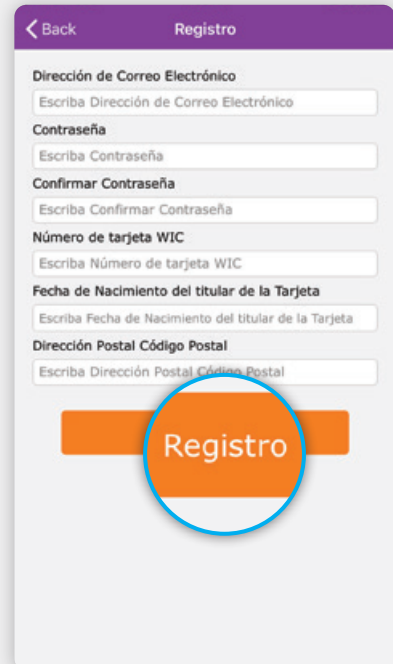 Back Registro
Dirección de Correo Electrónico
Escriba Dirección de Correo Electrónico
Contraseña
Escriba Contraseña
Confirmar Contraseña
Escriba Confirmar Contraseña
Número de tarjeta WIC
Escriba Número de tarjeta WIC
Fecha de Nacimiento del titular de la Tarjeta
Escriba Fecha de Nacimiento del titular de la Tarjeta
Dirección Postal Código Postal
Escriba Dirección Postal Código Postal
Registro